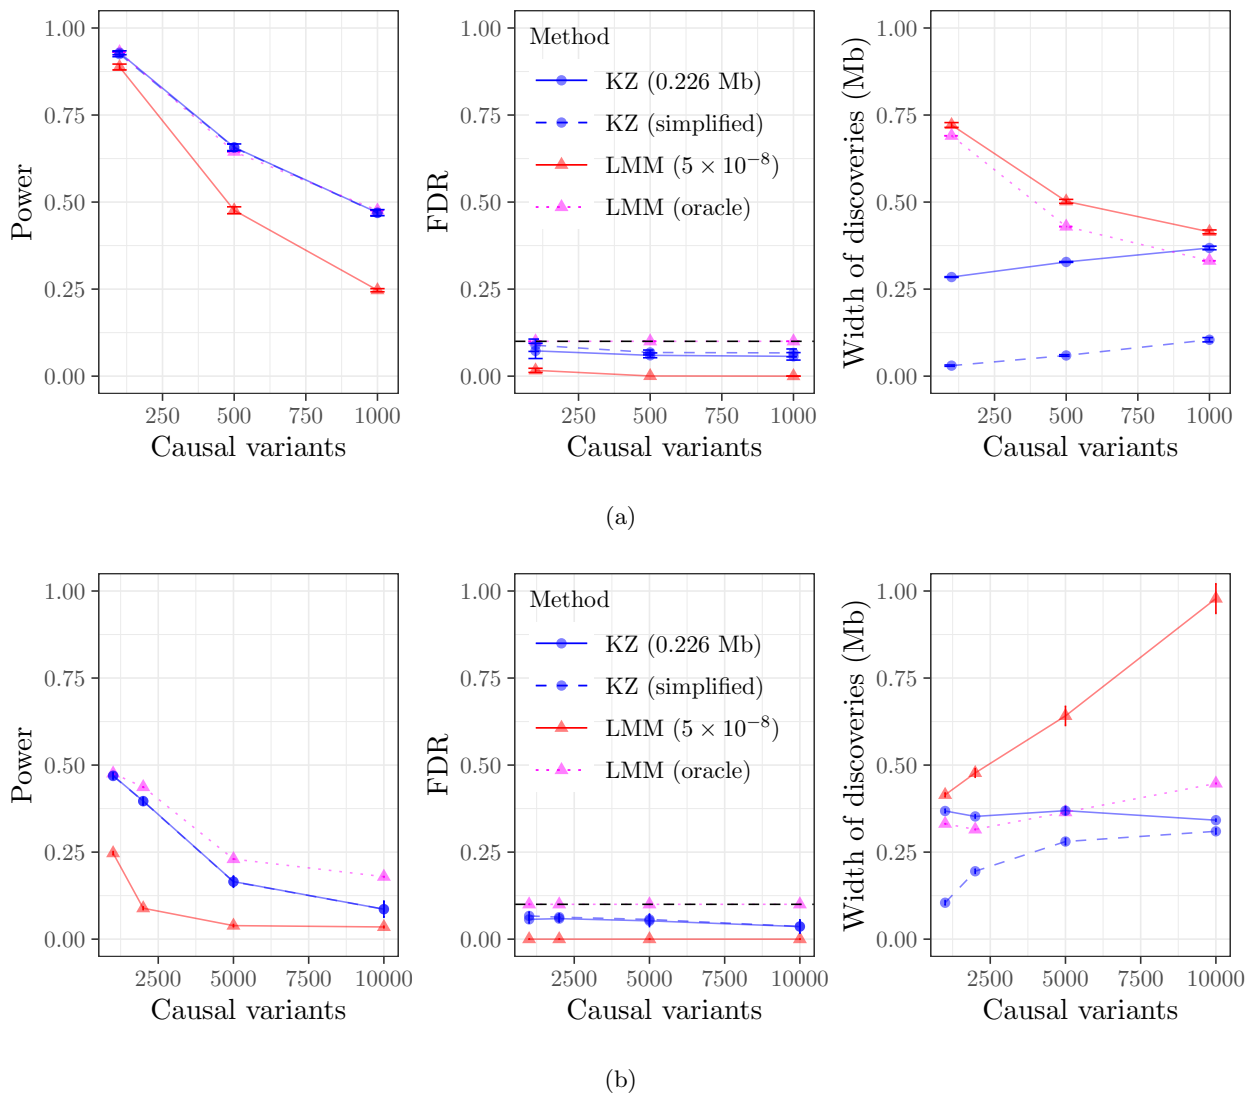 Power
1.00
0.75
0.50
0.25
0.00
250 500 750 1000
Causal variants
FDR
1.00
0.75
0.50
0.25
0.00
Method
KZ (0.226 Mb)
KZ (simplified)
LMM (5 × 10⁻⁸)
LMM (oracle)
250 500 750 1000
Causal variants
Width of discoveries (Mb)
1.00
0.75
0.50
0.25
0.00
250 500 750 1000
Causal variants
(a)
Power
1.00
0.75
0.50
0.25
0.00
2500 5000 7500 10000
Causal variants
FDR
1.00
0.75
0.50
0.25
0.00
Method
KZ (0.226 Mb)
KZ (simplified)
LMM (5 × 10⁻⁸)
LMM (oracle)
2500 5000 7500 10000
Causal variants
Width of discoveries (Mb)
1.00
0.75
0.50
0.25
0.00
2500 5000 7500 10000
Causal variants
(b)